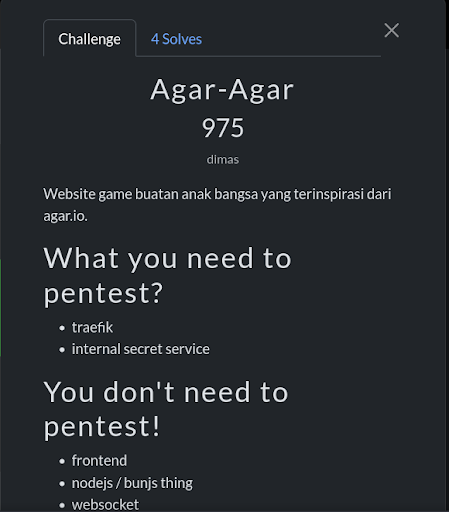 Challenge
4 Solves
Agar-Agar
975
dimas
Website game buatan anak bangsa yang terinspirasi dari
agar.io.
What you need to
pentest?
• traefik
• internal secret service
You don't need to
pentest!
• frontend
• nodejs / bunjs thing
• websocket